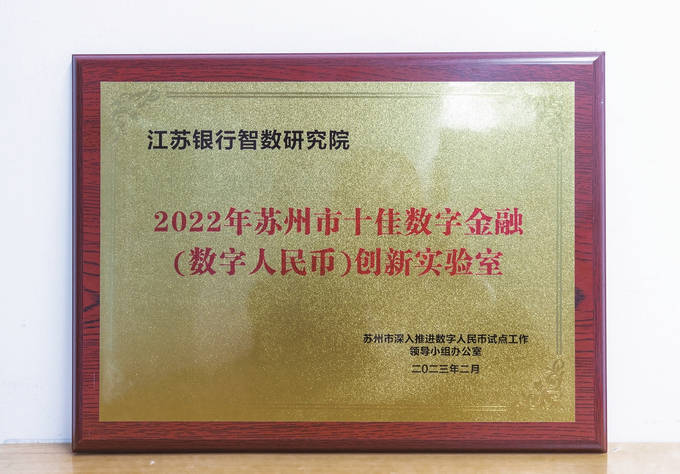 江苏银行智数研究院
2022年苏州市十佳数字金融
(数字人民币)创新实验室
苏州市深入推进数字人民币试点工作
领导小组办公室
二〇二三年二月